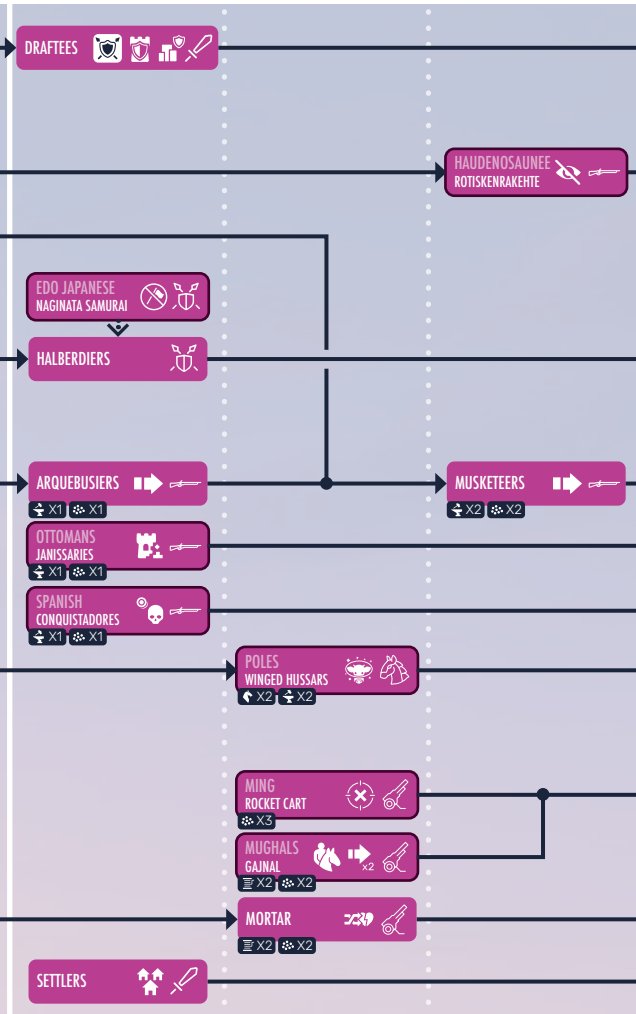 DRAFTEES
HAUDENOSAUNEE
ROTISKENRAKEHTE
EDO JAPANESE
NAGINATA SAMURAI
HALBERDIERS
ARQUEBUSIERS
X1 X1
MUSKETEERS
X2 X2
OTTOMANS
JANISSARIES
X1 X1
SPANISH
CONQUISTADORES
X1 X1
POLES
WINGED HUSSARS
X2 X2
MING
ROCKET CART
X3
MUGHALS
GAJNAL
x2
X2 X2
MORTAR
X2 X2
SETTLERS